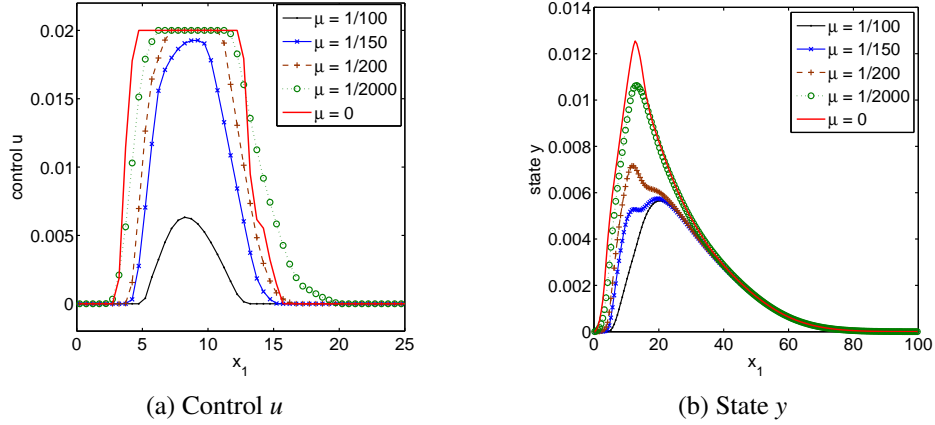 0.02
0.015
0.01
0.005
0
control u
0 5 10 15 20 25
x_1
μ = 1/100
μ = 1/150
μ = 1/200
μ = 1/2000
μ = 0
(a) Control u
0.014
0.012
0.01
0.008
0.006
0.004
0.002
0.000
state y
0 20 40 60 80 100
x_1
μ = 1/100
μ = 1/150
μ = 1/200
μ = 1/2000
μ = 0
(b) State y